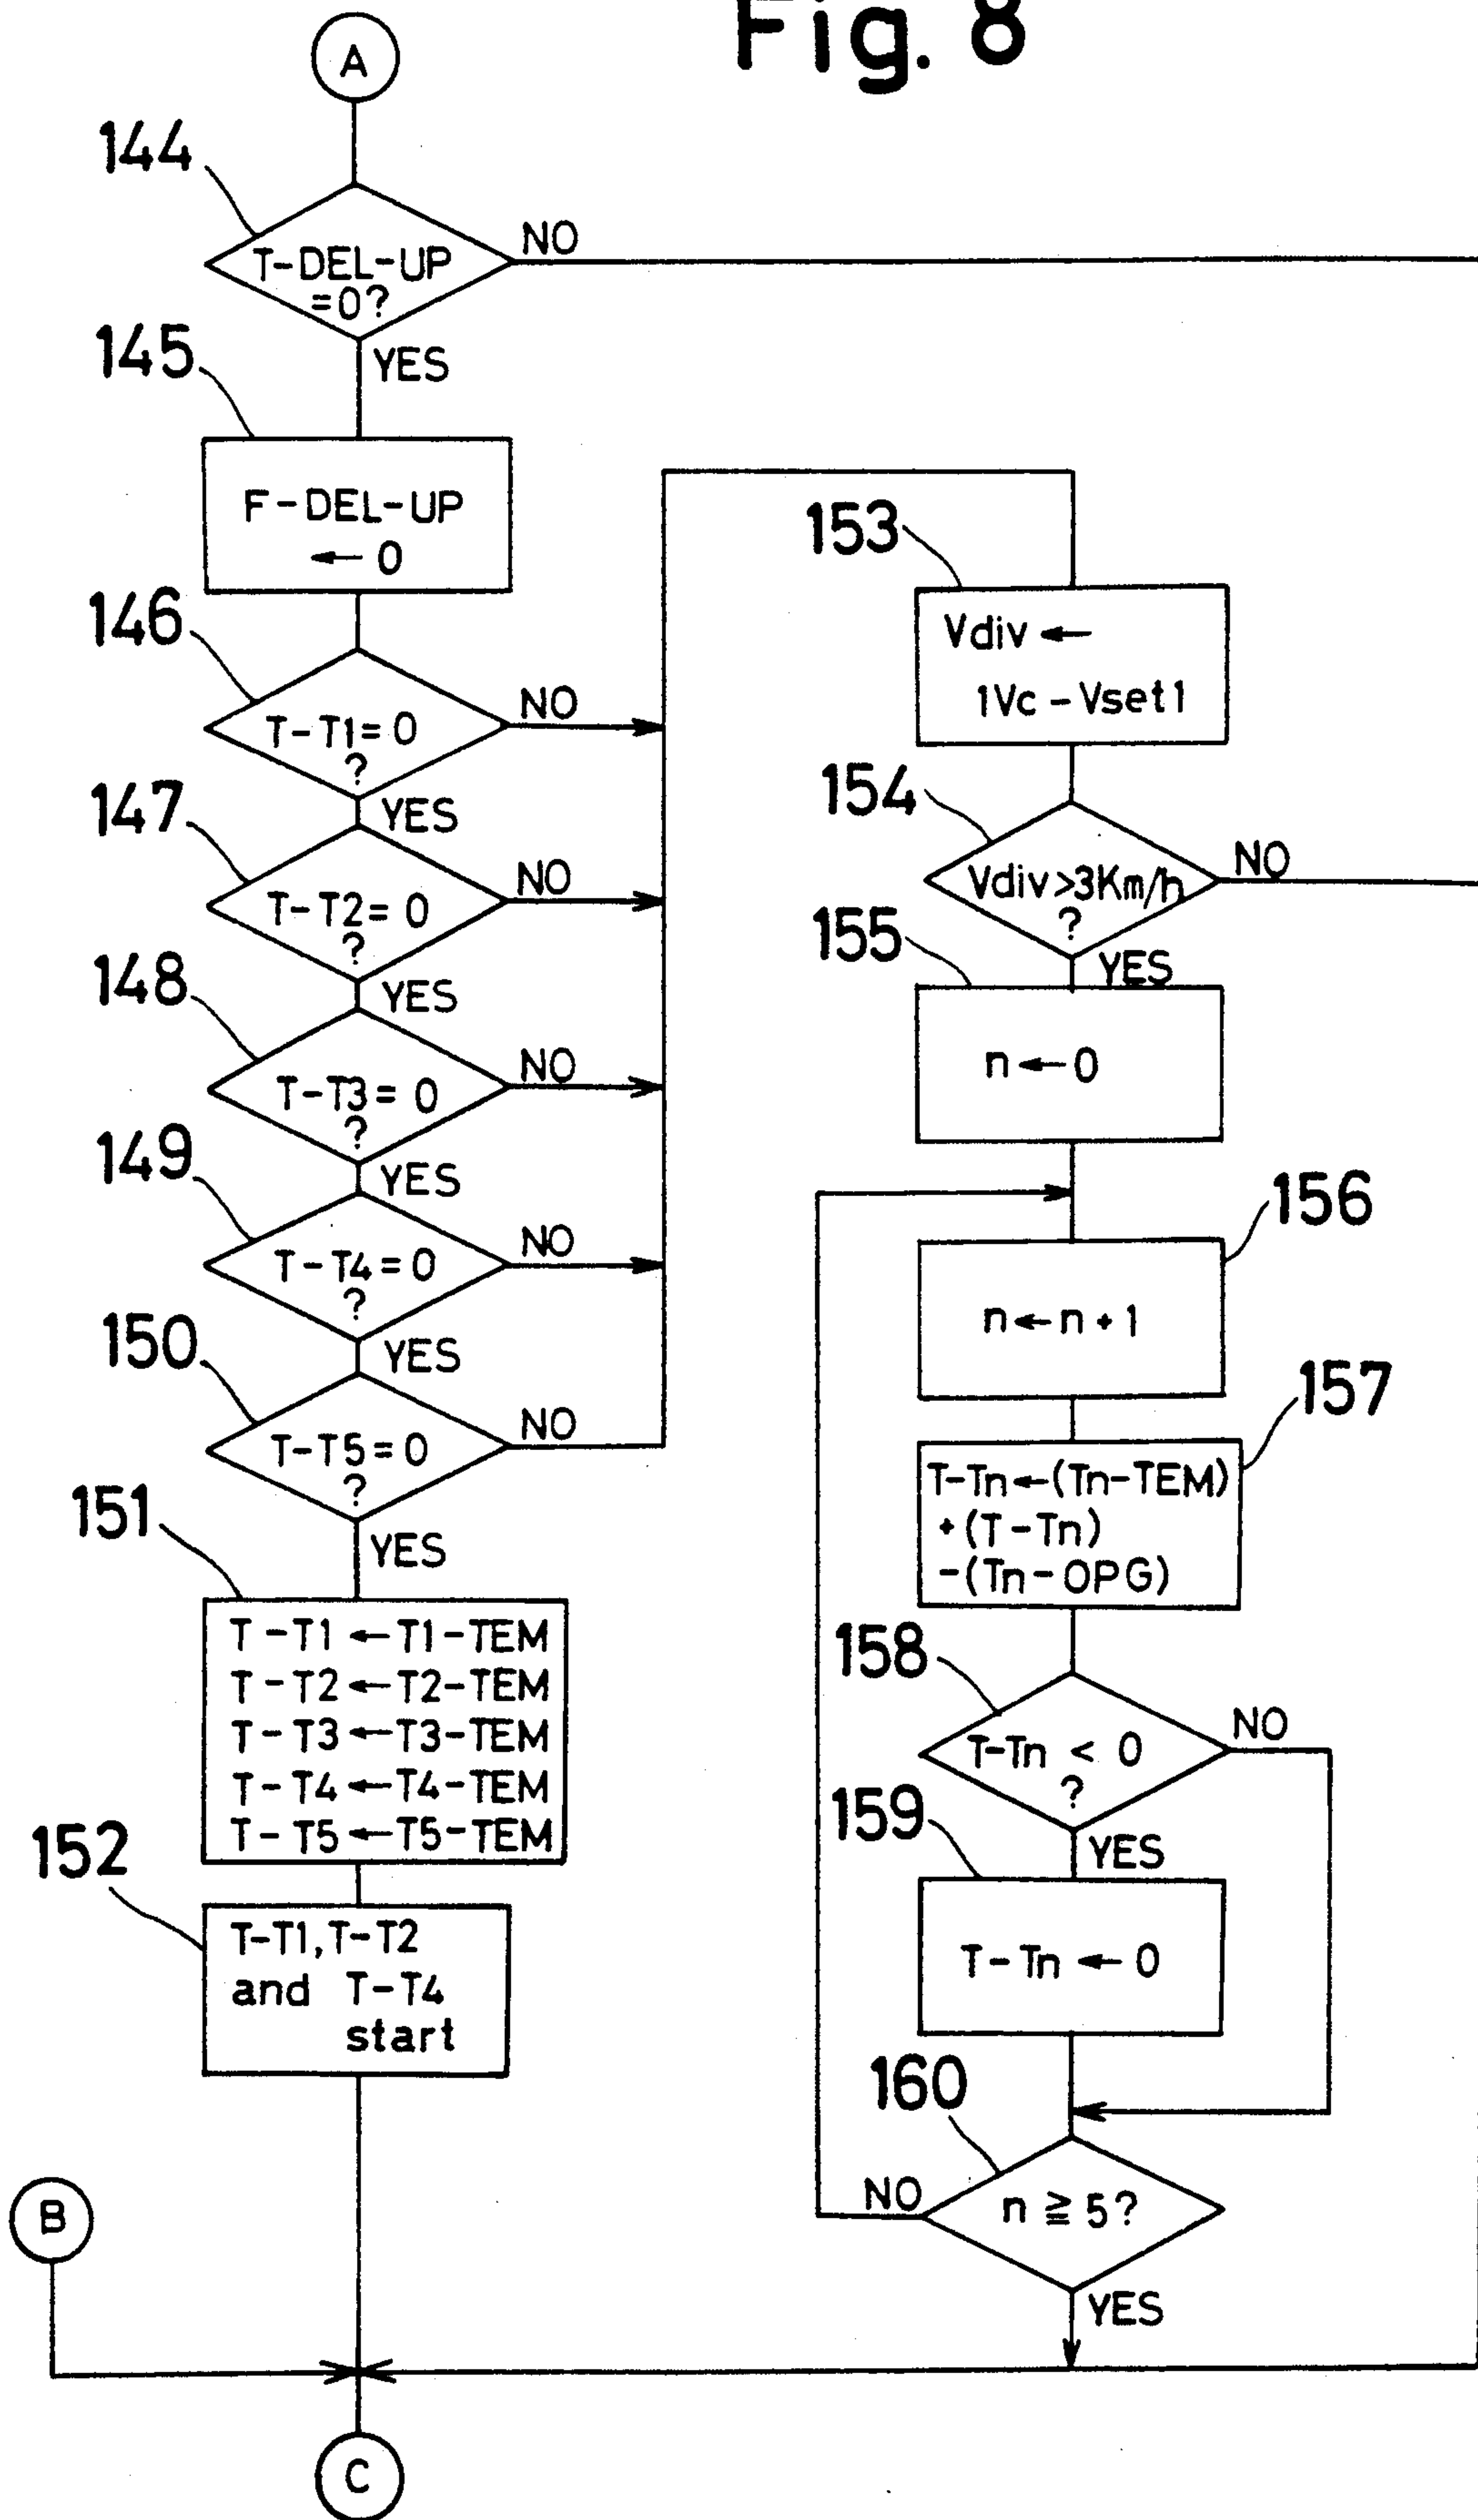 Fig. 8
A
144
T-DEL-UP
=0?
NO
YES
145
F-DEL-UP
← 0
146
T-T1=0
?
NO
YES
147
T-T2=0
?
NO
YES
148
T-T3=0
?
NO
YES
149
T-T4=0
?
NO
YES
150
T-T5=0
?
NO
YES
151
T-T1←T1-TEM
T-T2←T2-TEM
T-T3←T3-TEM
T-T4←T4-TEM
T-T5←T5-TEM
152
T-T1,T-T2
and T-T4
start
B
C
153
Vdiv ←
1Vc-Vset1
154
Vdiv>3Km/h
?
NO
YES
155
n←0
156
n←n+1
157
T-Tn←(Tn-TEM)
+(T-Tn)
-(Tn-OPG)
158
T-Tn < 0
?
NO
YES
159
T-Tn ← 0
160
n ≧ 5?
NO
YES